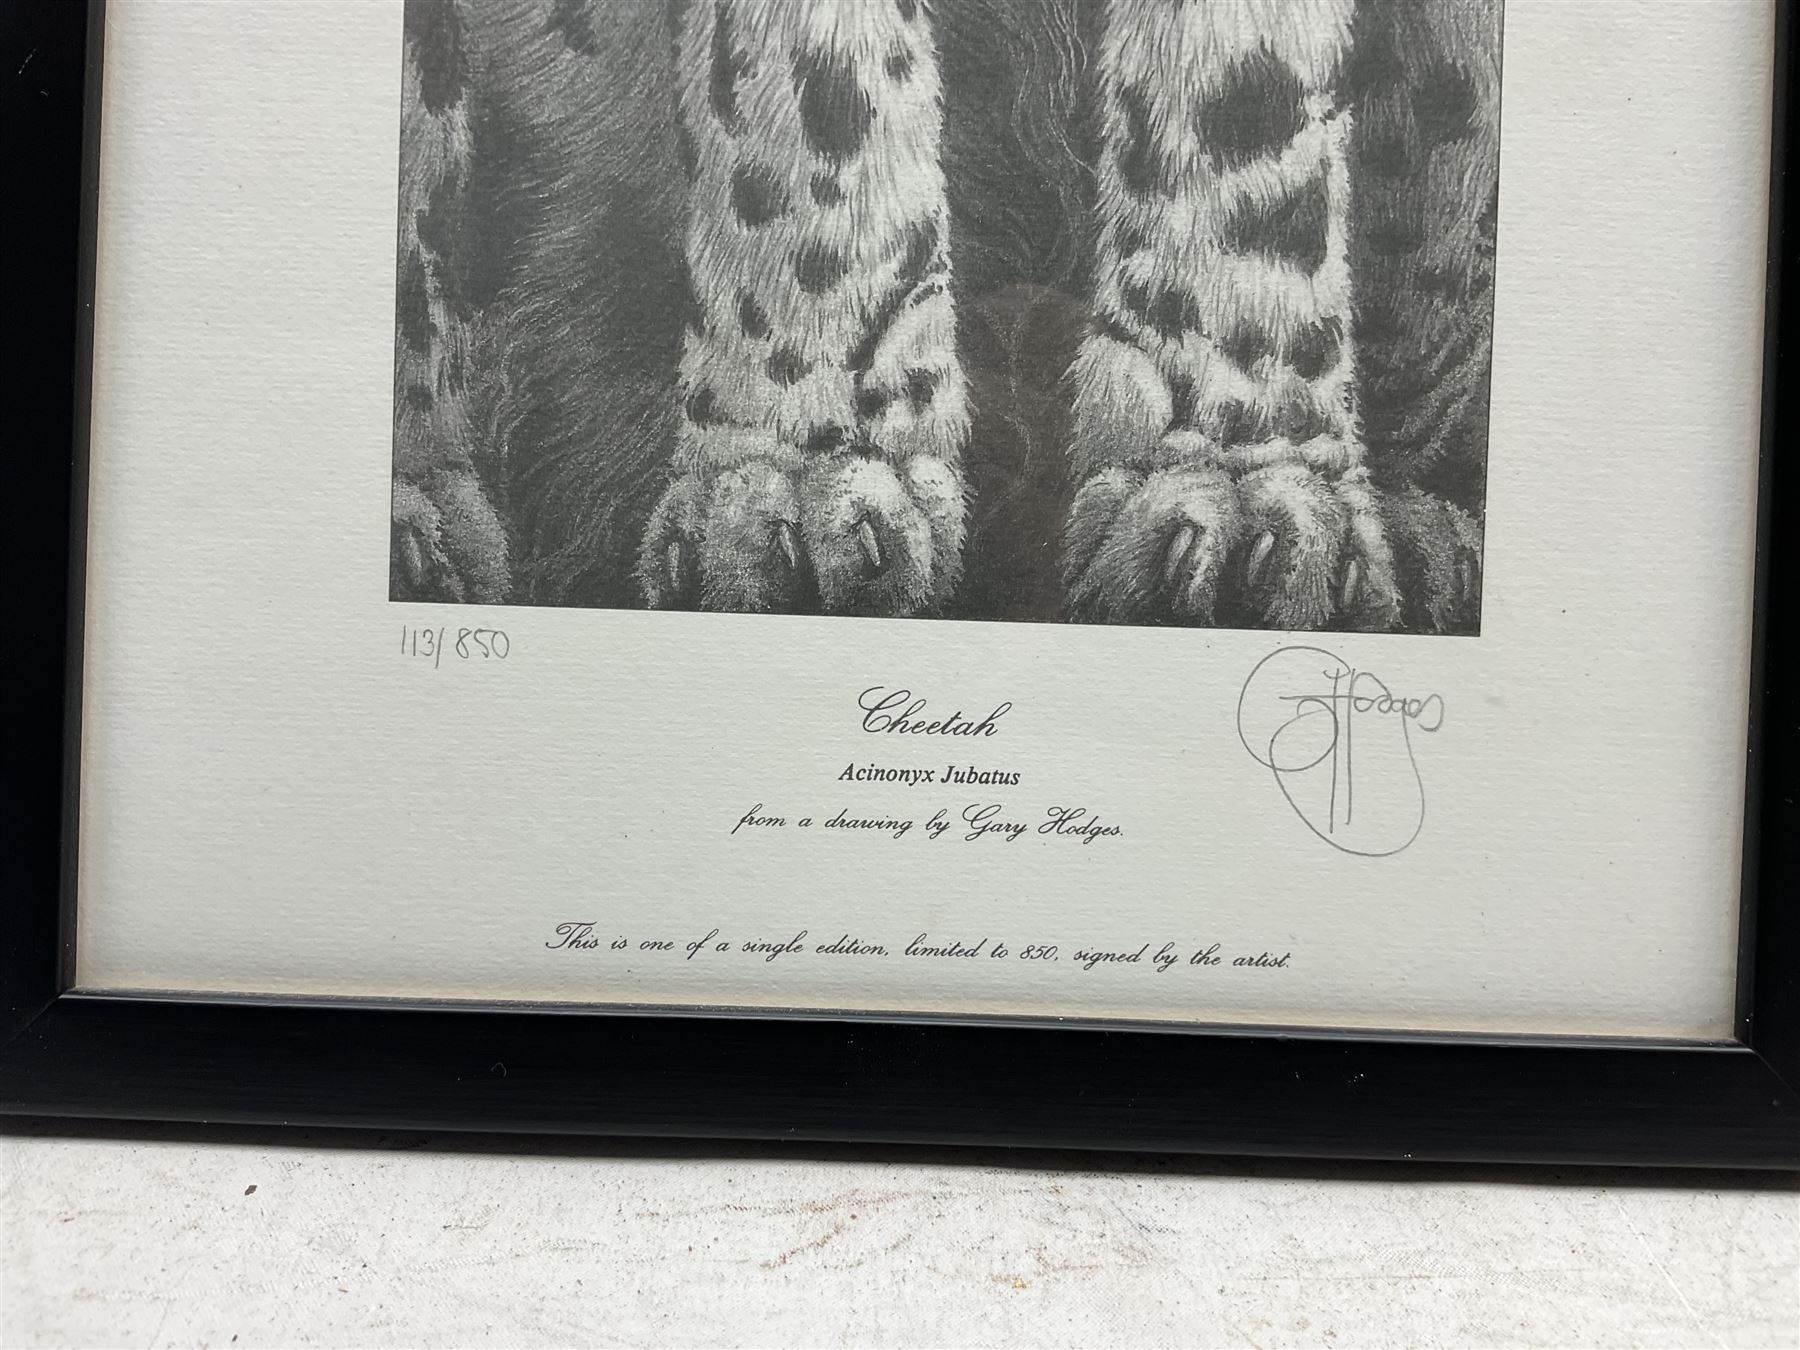 113/850
GHodges
Cheetah
Acinonyx Jubatus
from a drawing by Gary Hodges.
This is one of a single edition, limited to 850, signed by the artist.